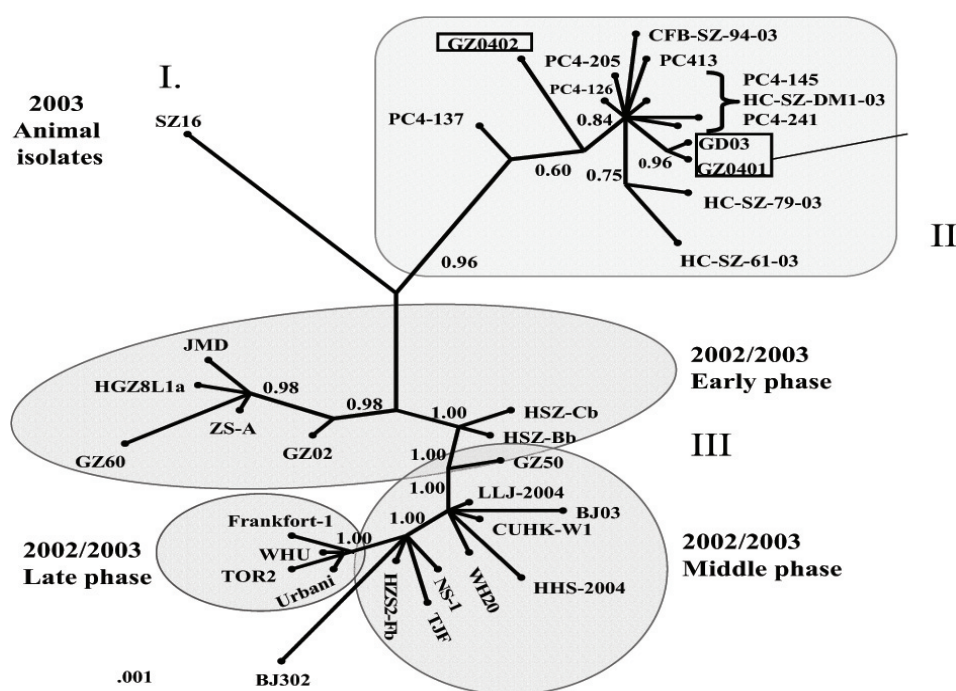 I.
2003
Animal
isolates
SZ16
GZ0402
CFB-SZ-94-03
PC4-205
PC413
PC4-126
PC4-145
HC-SZ-DM1-03
PC4-241
PC4-137
0.84
GD03
0.96
GZ0401
0.60
0.75
HC-SZ-79-03
HC-SZ-61-03
II
0.96
JMD
2002/2003
Early phase
HGZ8L1a
0.98
0.98
ZS-A
GZ02
GZ60
1.00
HSZ-Cb
HSZ-Bb
III
1.00
GZ50
1.00
LLJ-2004
BJ03
CUHK-W1
1.00
Frankfort-1
1.00
2002/2003
Late phase
WHU
TOR2
Urbani
2002/2003
Middle phase
HZS2-Fb
NS-1
TJF
WH20
HHS-2004
BJ302
.001